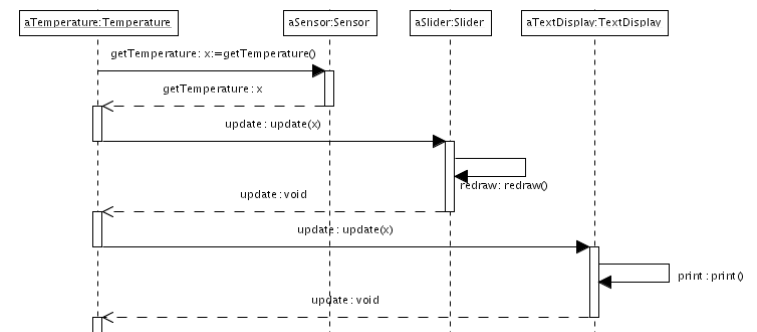 aTemperature:Temperature
aSensor:Sensor
aSlider:Slider
aTextDisplay:TextDisplay
getTemperature: x:=getTemperature()
getTemperature: x
update: update(x)
redraw: redraw()
update: void
update: update(x)
print: print()
update: void